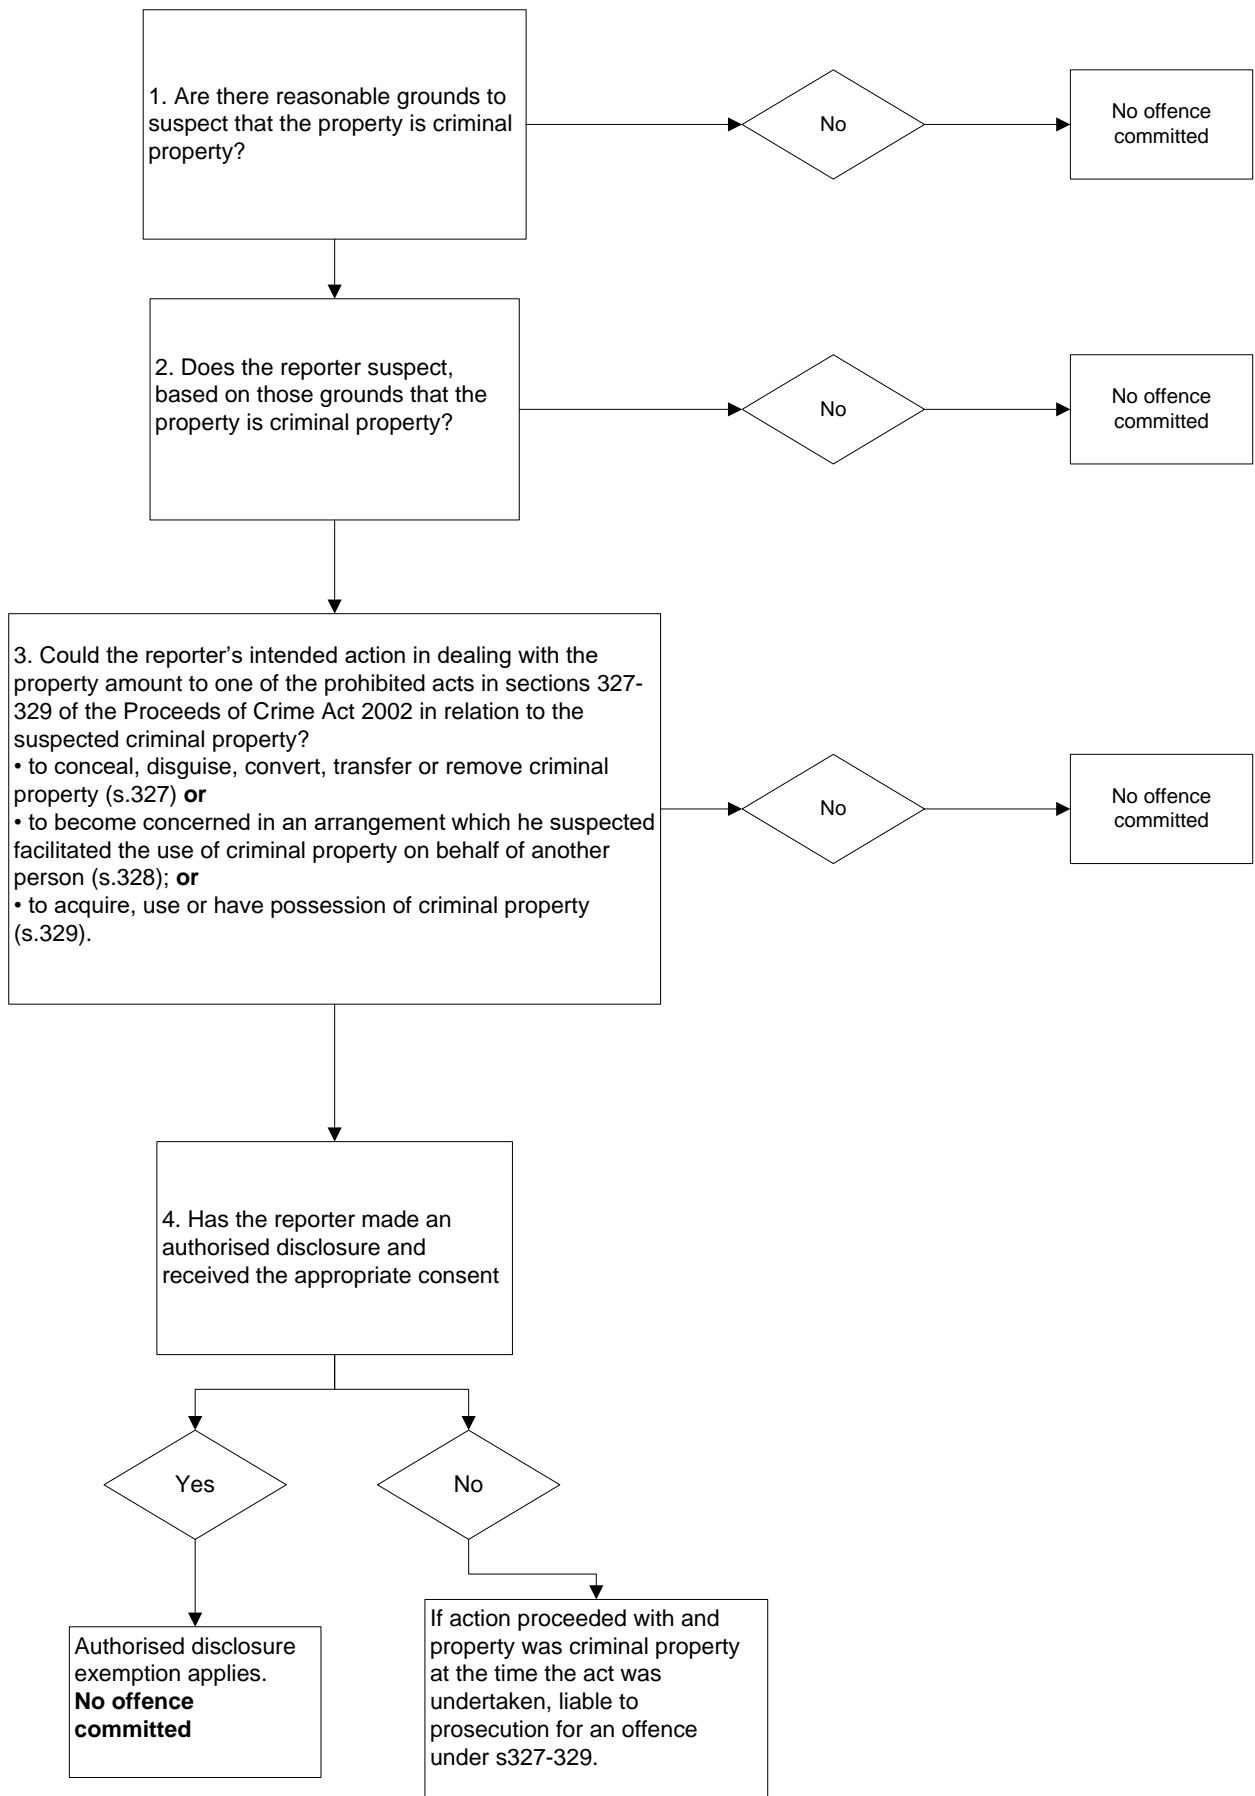 1. Are there reasonable grounds to
suspect that the property is criminal
property?
No
No offence
committed
2. Does the reporter suspect,
based on those grounds that the
property is criminal property?
No
No offence
committed
3. Could the reporter’s intended action in dealing with the
property amount to one of the prohibited acts in sections 327-
329 of the Proceeds of Crime Act 2002 in relation to the
suspected criminal property?
• to conceal, disguise, convert, transfer or remove criminal
property (s.327) or
• to become concerned in an arrangement which he suspected
facilitated the use of criminal property on behalf of another
person (s.328); or
• to acquire, use or have possession of criminal property
(s.329).
No
No offence
committed
4. Has the reporter made an
authorised disclosure and
received the appropriate consent
Yes
No
Authorised disclosure
exemption applies.
No offence
committed
If action proceeded with and
property was criminal property
at the time the act was
undertaken, liable to
prosecution for an offence
under s327-329.